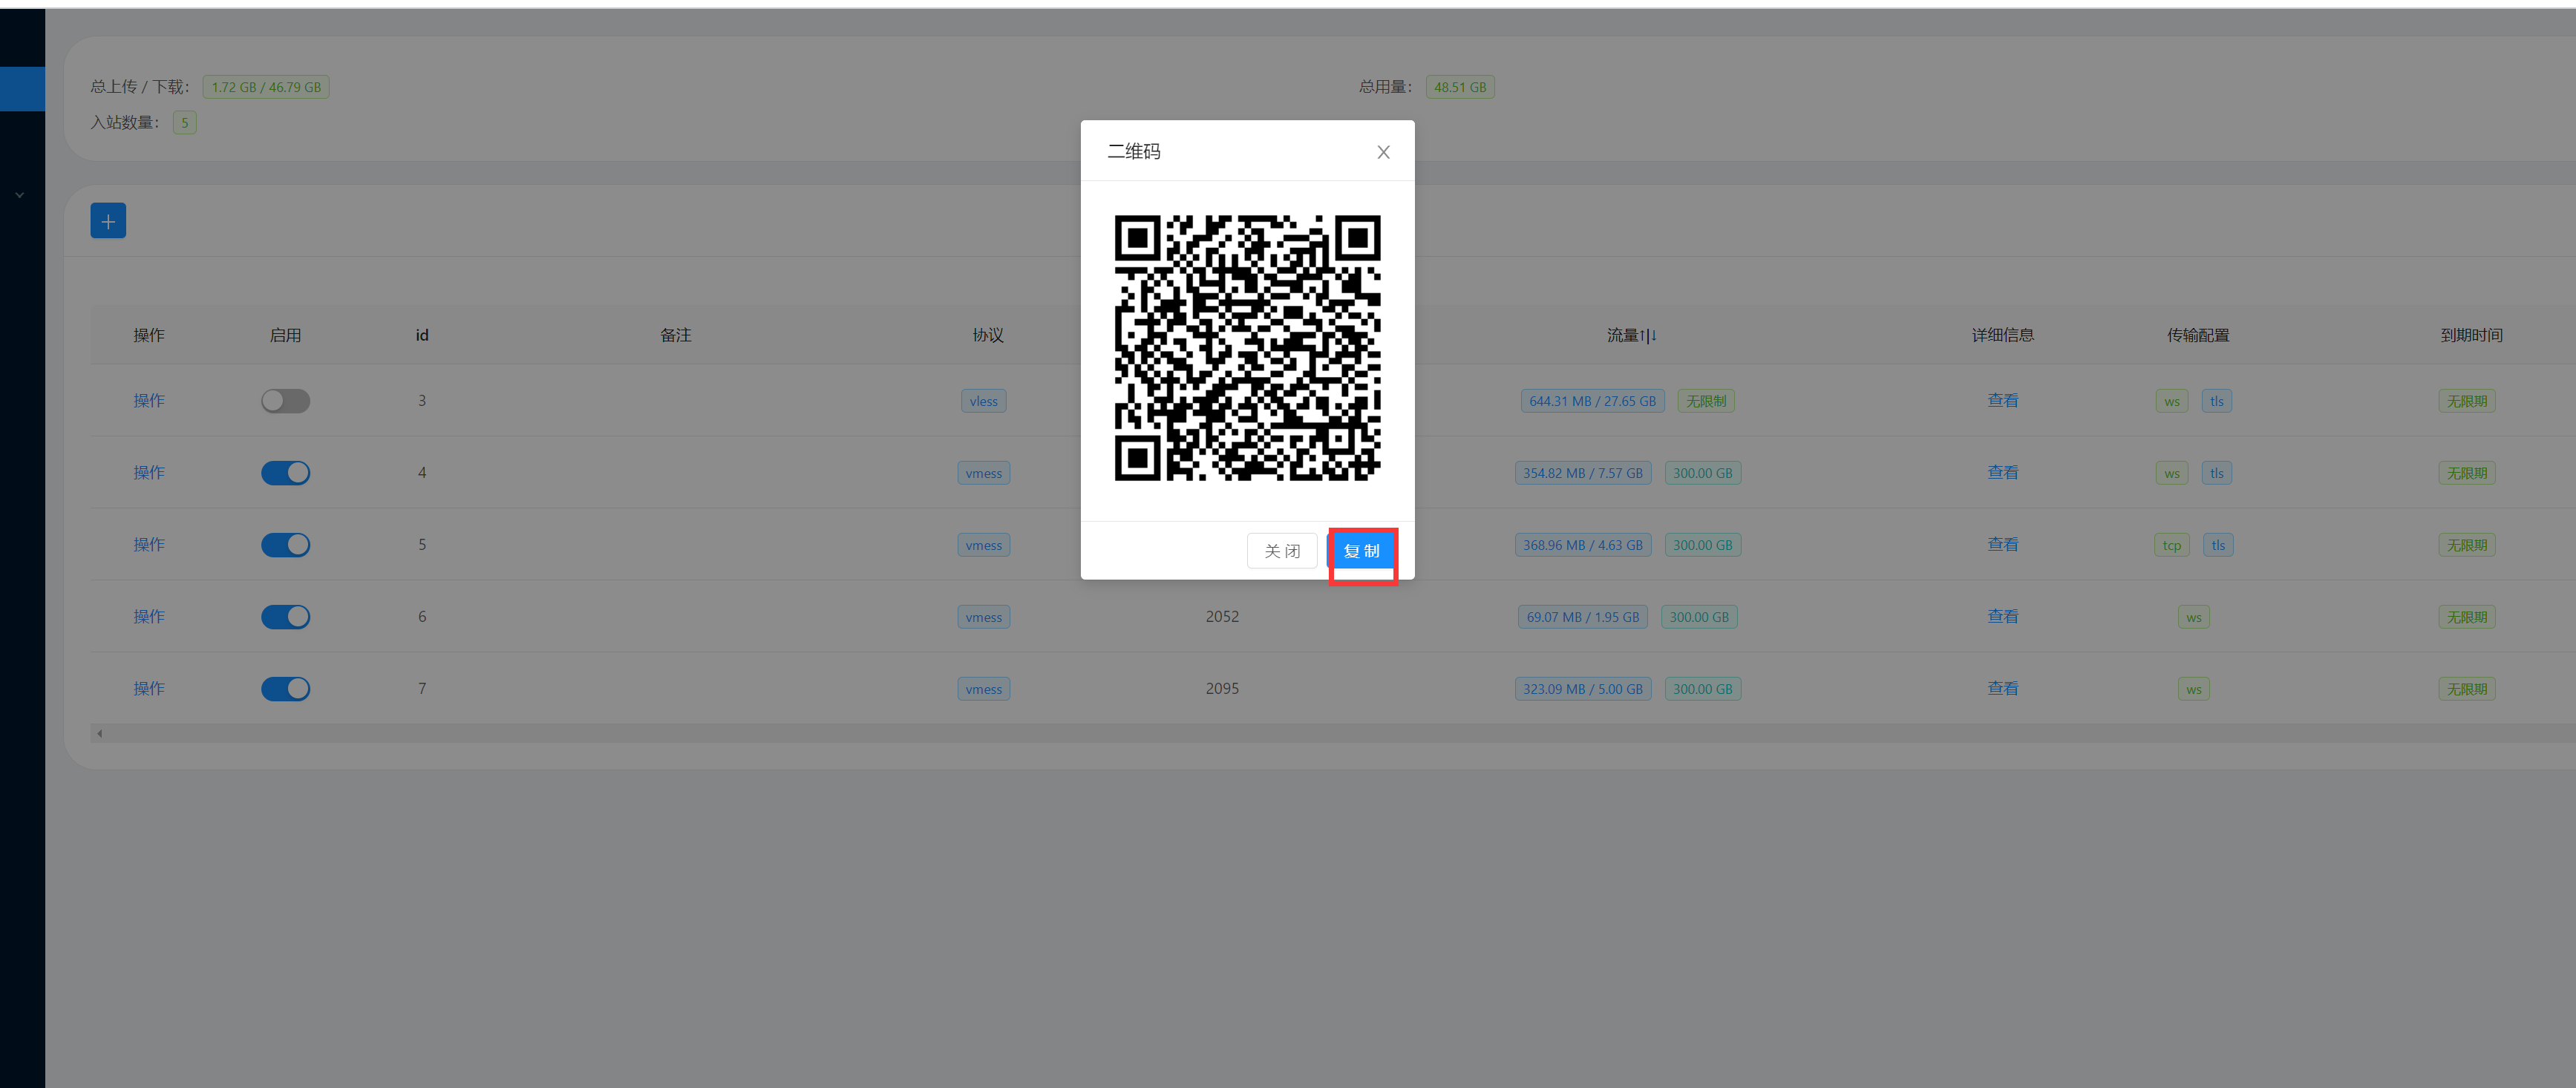 总上传 / 下载： 1.72 GB / 46.79 GB 总用量： 48.51 GB
入站数量： 5
二维码
操作 启用 id 备注 协议 流量↑|↓ 详细信息 传输配置 到期时间
操作 3 vless 644.31 MB / 27.65 GB 无限制 查看 ws tls 无限期
操作 4 vmess 354.82 MB / 7.57 GB 300.00 GB 查看 ws tls 无限期
操作 5 vmess 368.96 MB / 4.63 GB 300.00 GB 查看 tcp tls 无限期
关 闭 复 制
操作 6 vmess 2052 69.07 MB / 1.95 GB 300.00 GB 查看 ws 无限期
操作 7 vmess 2095 323.09 MB / 5.00 GB 300.00 GB 查看 ws 无限期